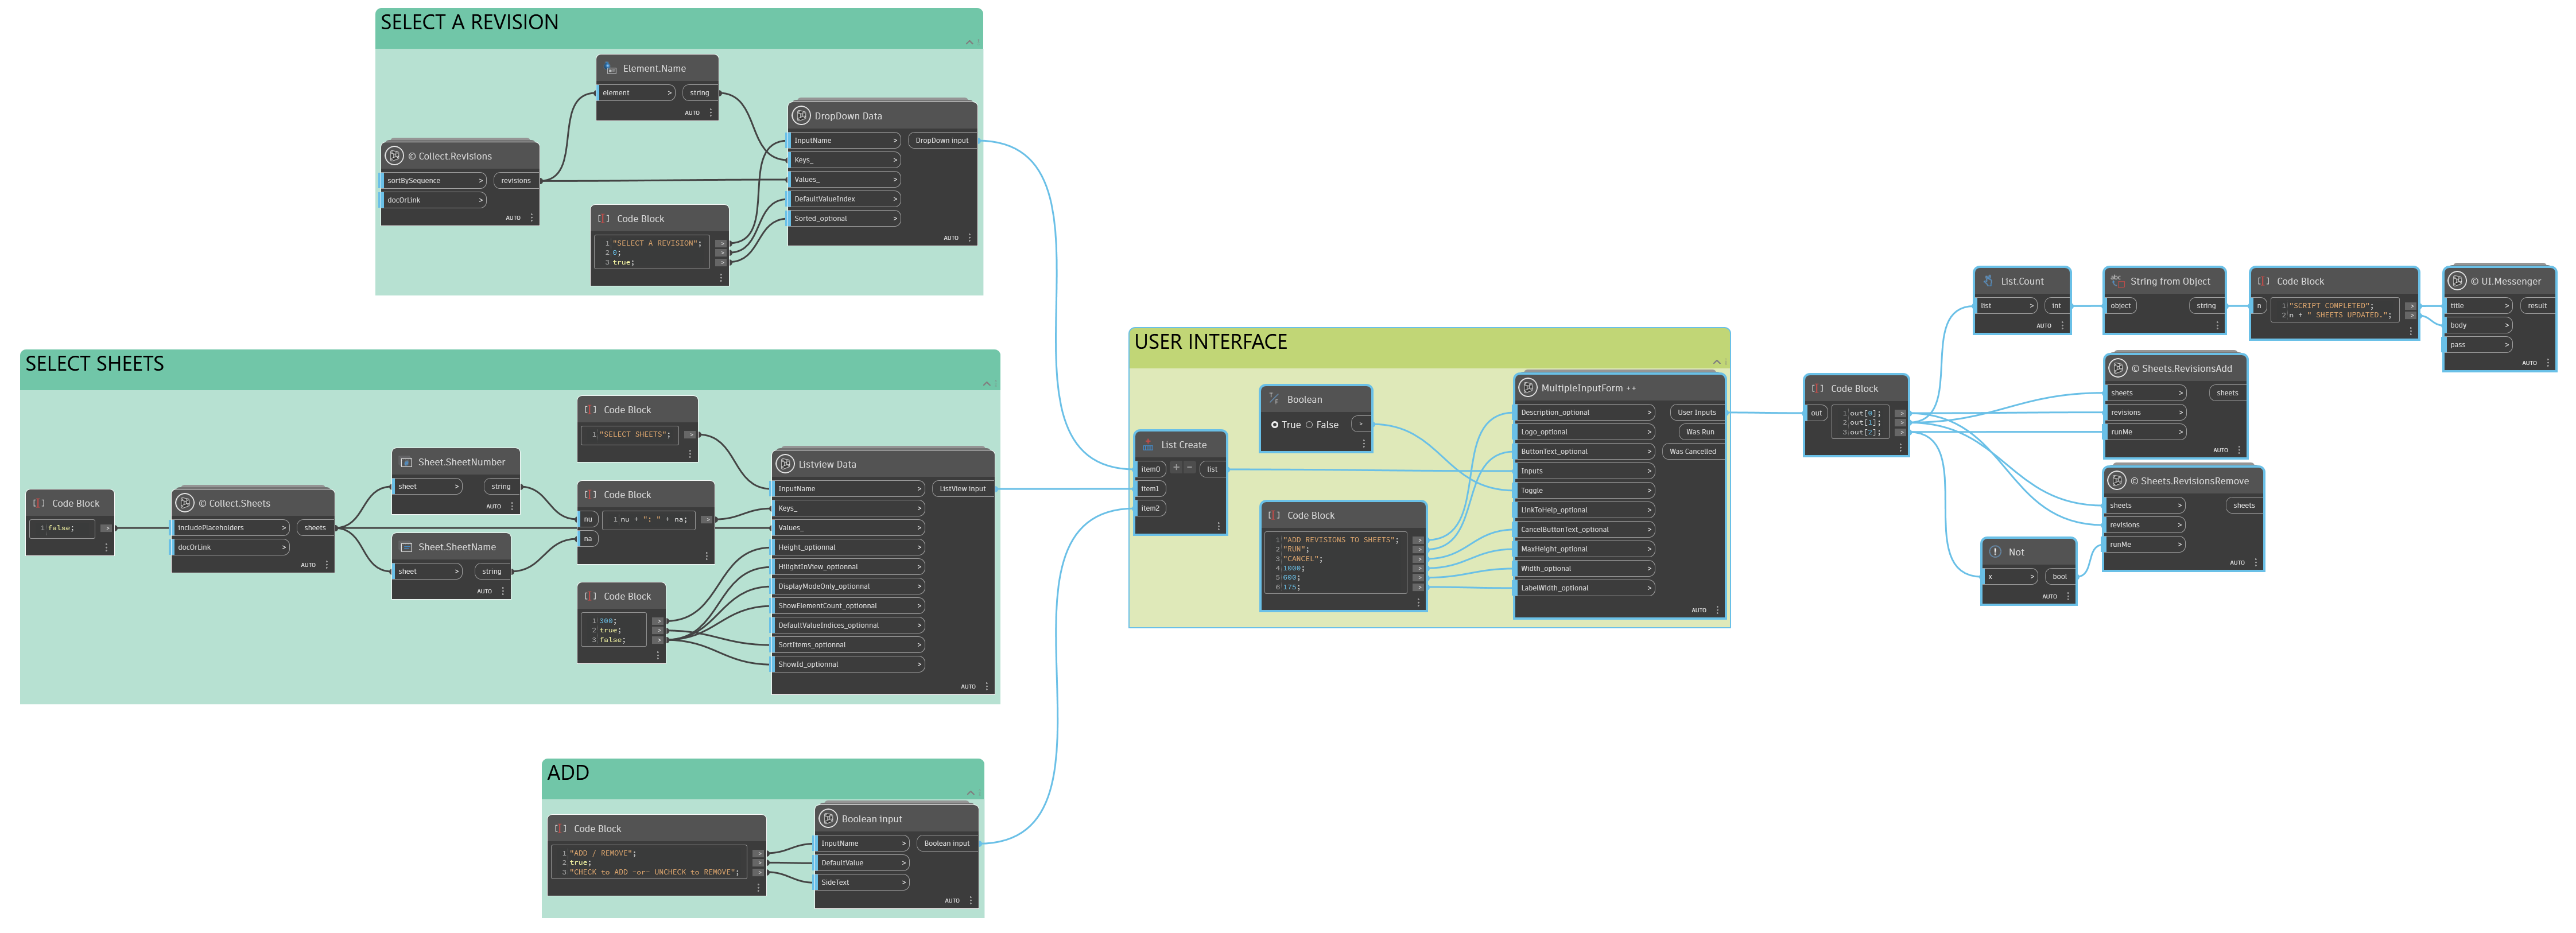 SELECT A REVISION
Element.Name
element >
string
AUTO
© Collect.Revisions
sortBySequence >
revisions
docOrLink >
AUTO
Code Block
1 "SELECT A REVISION";
2 0;
3 true;
DropDown Data
InputName >
DropDown input
Keys_ >
Values_ >
DefaultValueIndex >
Sorted_optional >
AUTO
SELECT SHEETS
Code Block
1 false;
© Collect.Sheets
includePlaceholders >
sheets
docOrLink >
AUTO
Sheet.SheetNumber
sheet >
string
AUTO
Sheet.SheetName
sheet >
string
AUTO
Code Block
1 "SELECT SHEETS";
Code Block
nu
na
1 nu + ": " + na;
Code Block
1 300;
2 true;
3 false;
Listview Data
InputName >
ListView input
Keys_ >
Values_ >
Height_optionnal >
HilightInView_optionnal >
DisplayModeOnly_optionnal >
ShowElementCount_optionnal >
DefaultValueIndices_optionnal >
SortItems_optionnal >
ShowId_optionnal >
AUTO
ADD
Code Block
1 "ADD / REMOVE";
2 true;
3 "CHECK to ADD -or- UNCHECK to REMOVE";
Boolean input
InputName >
Boolean input
DefaultValue >
SideText >
AUTO
USER INTERFACE
List Create
item0 + - list
item1
item2
Boolean
True False >
Code Block
1 "ADD REVISIONS TO SHEETS";
2 "RUN";
3 "CANCEL";
4 1000;
5 600;
6 175;
MultipleInputForm ++
Description_optional >
User Inputs
Logo_optional >
Was Run
ButtonText_optional >
Was Cancelled
Inputs >
Toggle >
LinkToHelp_optional >
CancelButtonText_optional >
MaxHeight_optional >
Width_optional >
LabelWidth_optional >
AUTO
Code Block
out
1 out[0];
2 out[1];
3 out[2];
List.Count
list >
int
AUTO
String from Object
object
string
Code Block
n
1 "SCRIPT COMPLETED";
2 n + " SHEETS UPDATED.";
© UI.Messenger
title >
result
body >
pass >
AUTO
© Sheets.RevisionsAdd
sheets >
sheets
revisions >
runMe >
AUTO
© Sheets.RevisionsRemove
sheets >
sheets
revisions >
runMe >
AUTO
Not
x >
bool
AUTO